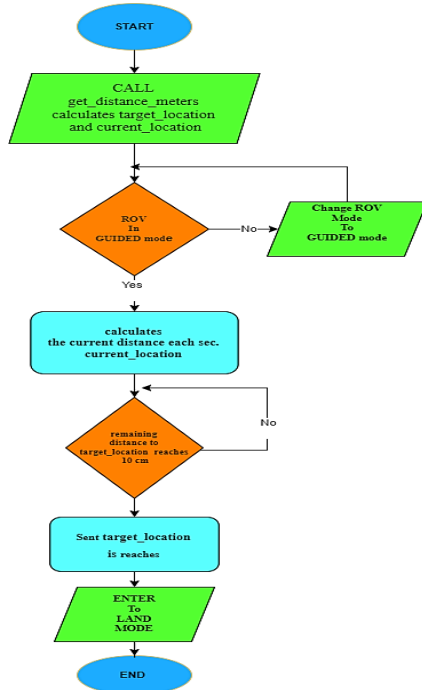 START
CALL
get_distance_meters
calculates target_location
and current_location
ROV
In
GUIDED mode
No
Change ROV
Mode
To
GUIDED mode
Yes
calculates
the current distance each sec.
current_location
remaining
distance to
target_location reaches
10 cm
No
Sent target_location
is reaches
ENTER
To
LAND
MODE
END